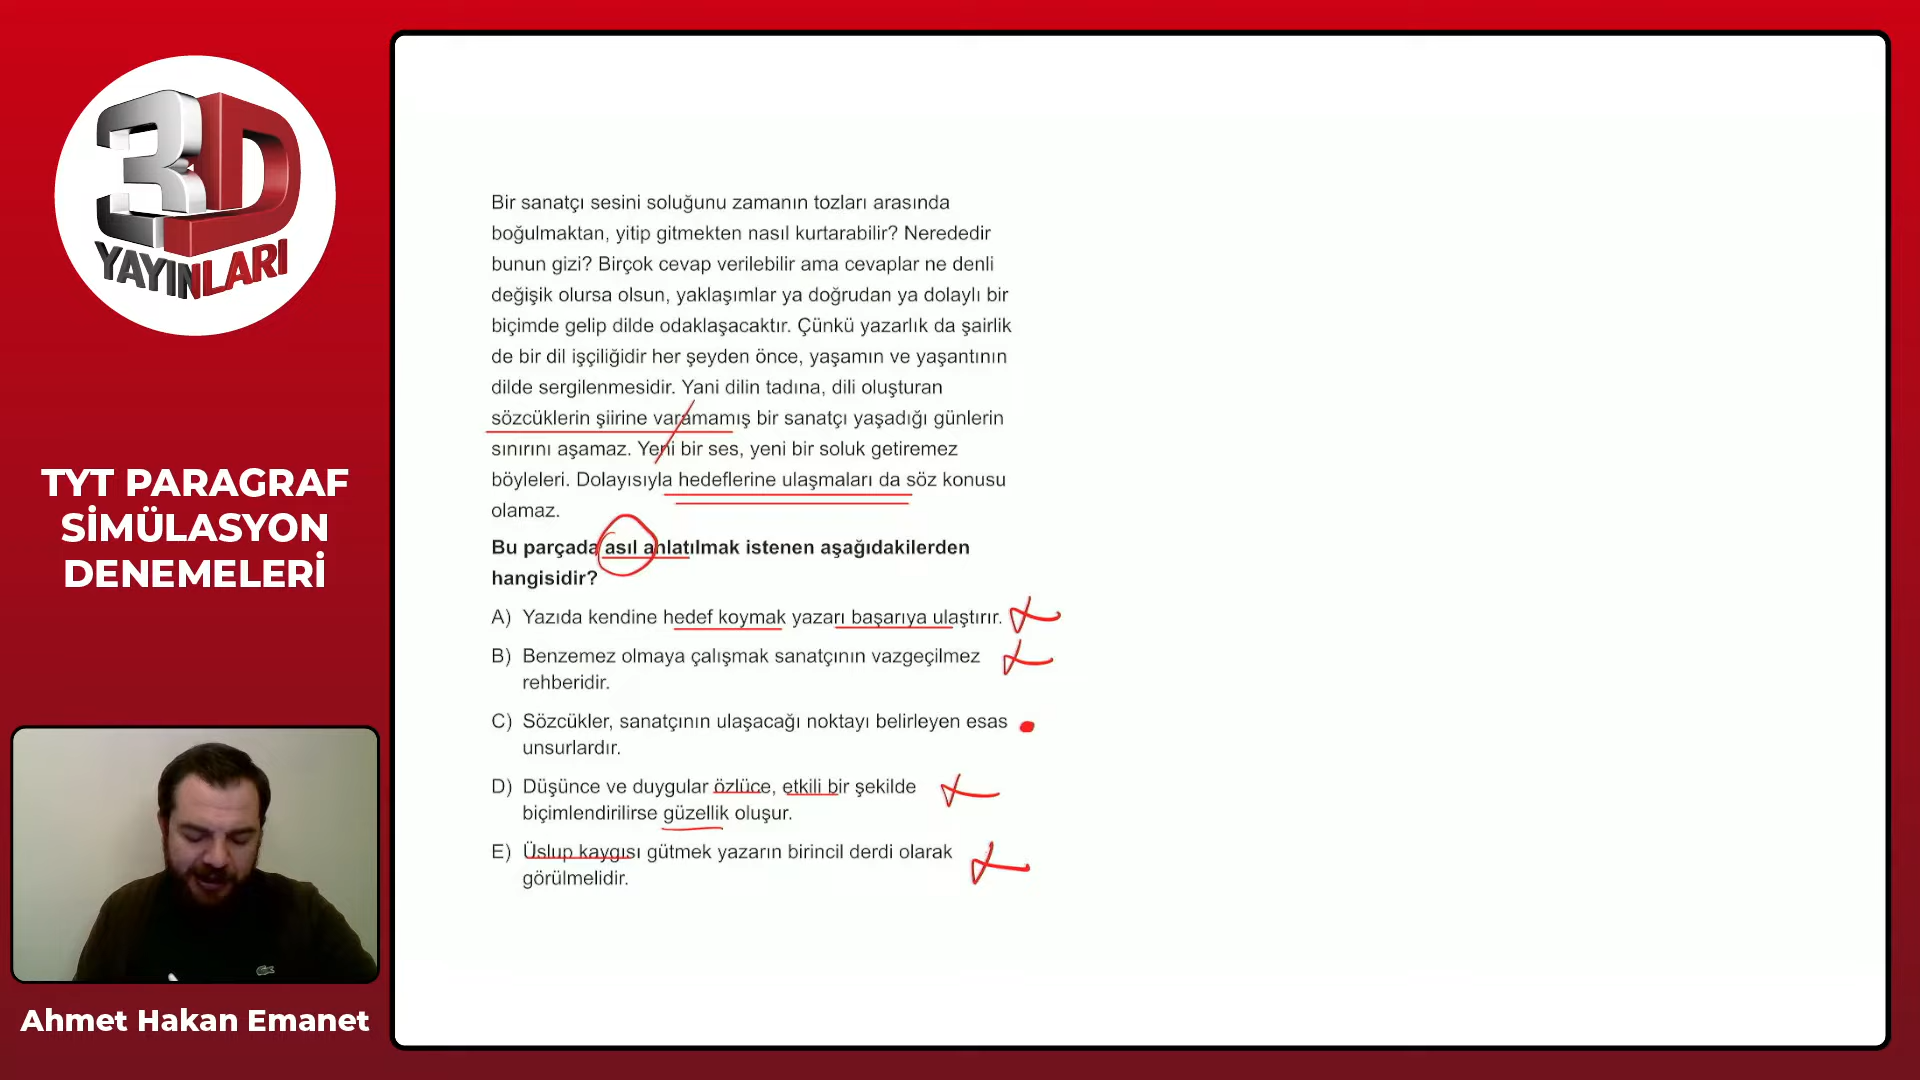 3D
YAYINLARI
TYT PARAGRAF
SİMÜLASYON
DENEMELERİ
Ahmet Hakan Emanet
Bir sanatçı sesini soluğunu zamanın tozları arasında
boğulmaktan, yitip gitmekten nasıl kurtarabilir? Nerededir
bunun gizi? Birçok cevap verilebilir ama cevaplar ne denli
değişik olursa olsun, yaklaşımlar ya doğrudan ya dolaylı bir
biçimde gelip dilde odaklaşacaktır. Çünkü yazarlık da şairlik
de bir dil işçiliğidir her şeyden önce, yaşamın ve yaşantının
dilde sergilenmesidir. Yani dilin tadına, dili oluşturan
sözcüklerin şiirine varamamış bir sanatçı yaşadığı günlerin
sınırını aşamaz. Yeni bir ses, yeni bir soluk getiremez
böyleleri. Dolayısıyla hedeflerine ulaşmaları da söz konusu
olamaz.
Bu parçada asıl anlatılmak istenen aşağıdakilerden
hangisidir?
A) Yazıda kendine hedef koymak yazarı başarıya ulaştırır.
B) Benzemez olmaya çalışmak sanatçının vazgeçilmez
rehberidir.
C) Sözcükler, sanatçının ulaşacağı noktayı belirleyen esas
unsurlardır.
D) Düşünce ve duygular özlüce, etkili bir şekilde
biçimlendirilirse güzellik oluşur.
E) Üslup kaygısı gütmek yazarın birincil derdi olarak
görülmelidir.